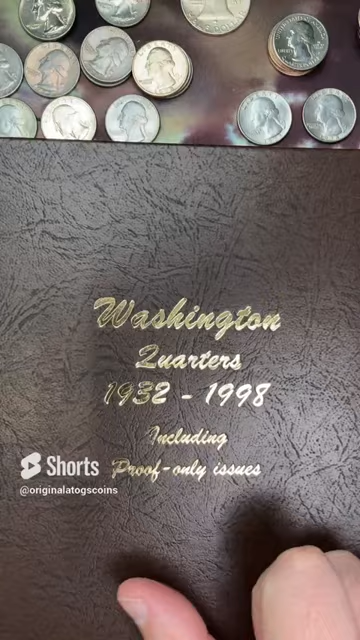 Washington
Quarters
1932 - 1998
Including
Proof-only issues
Shorts
@originalatogscoins